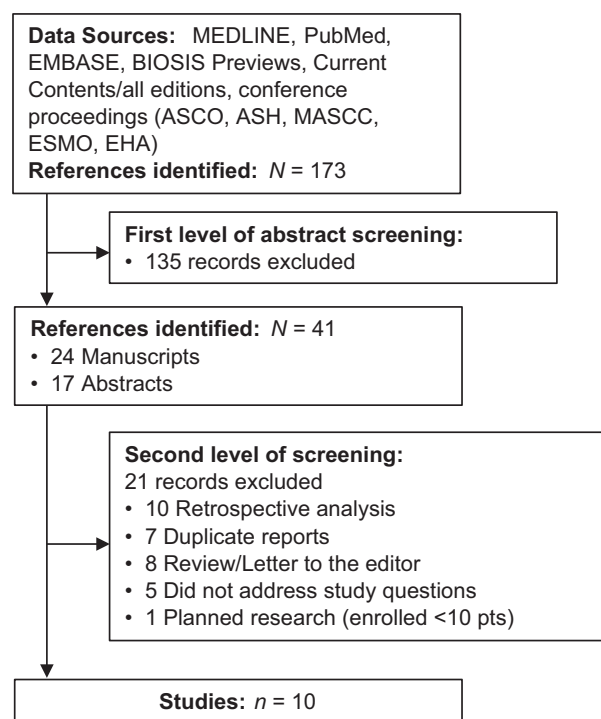 Data Sources: MEDLINE, PubMed,
EMBASE, BIOSIS Previews, Current
Contents/all editions, conference
proceedings (ASCO, ASH, MASCC,
ESMO, EHA)
References identified: N = 173
First level of abstract screening:
• 135 records excluded
References identified: N = 41
• 24 Manuscripts
• 17 Abstracts
Second level of screening:
21 records excluded
• 10 Retrospective analysis
• 7 Duplicate reports
• 8 Review/Letter to the editor
• 5 Did not address study questions
• 1 Planned research (enrolled <10 pts)
Studies: n = 10